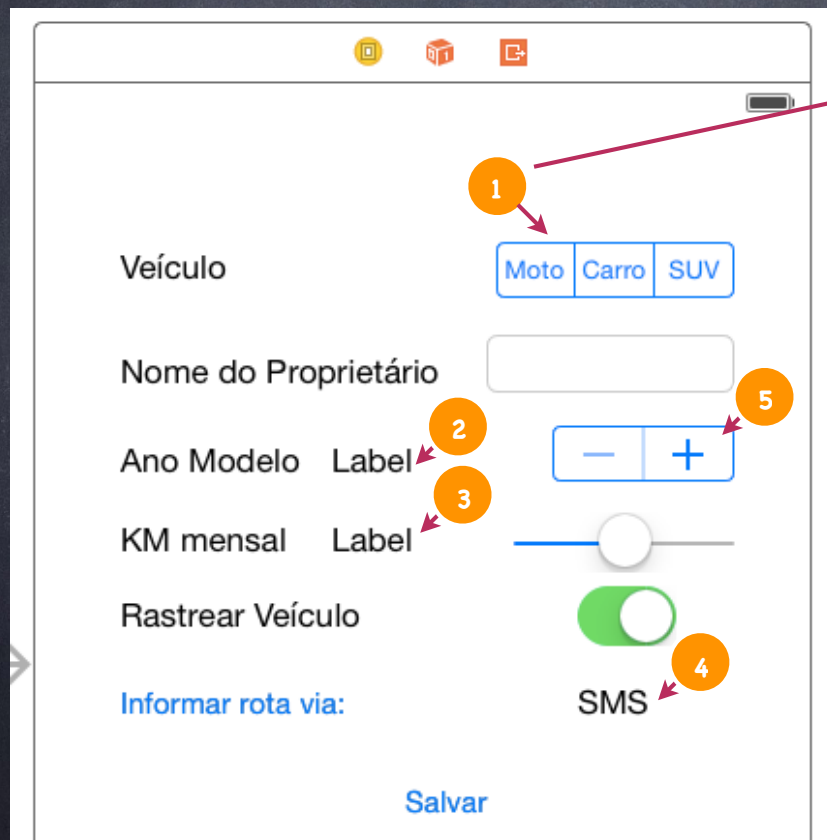 1
Veículo Moto Carro SUV
Nome do Proprietário
5
2
Ano Modelo Label − +
3
KM mensal Label
Rastrear Veículo
4
Informar rota via: SMS
Salvar